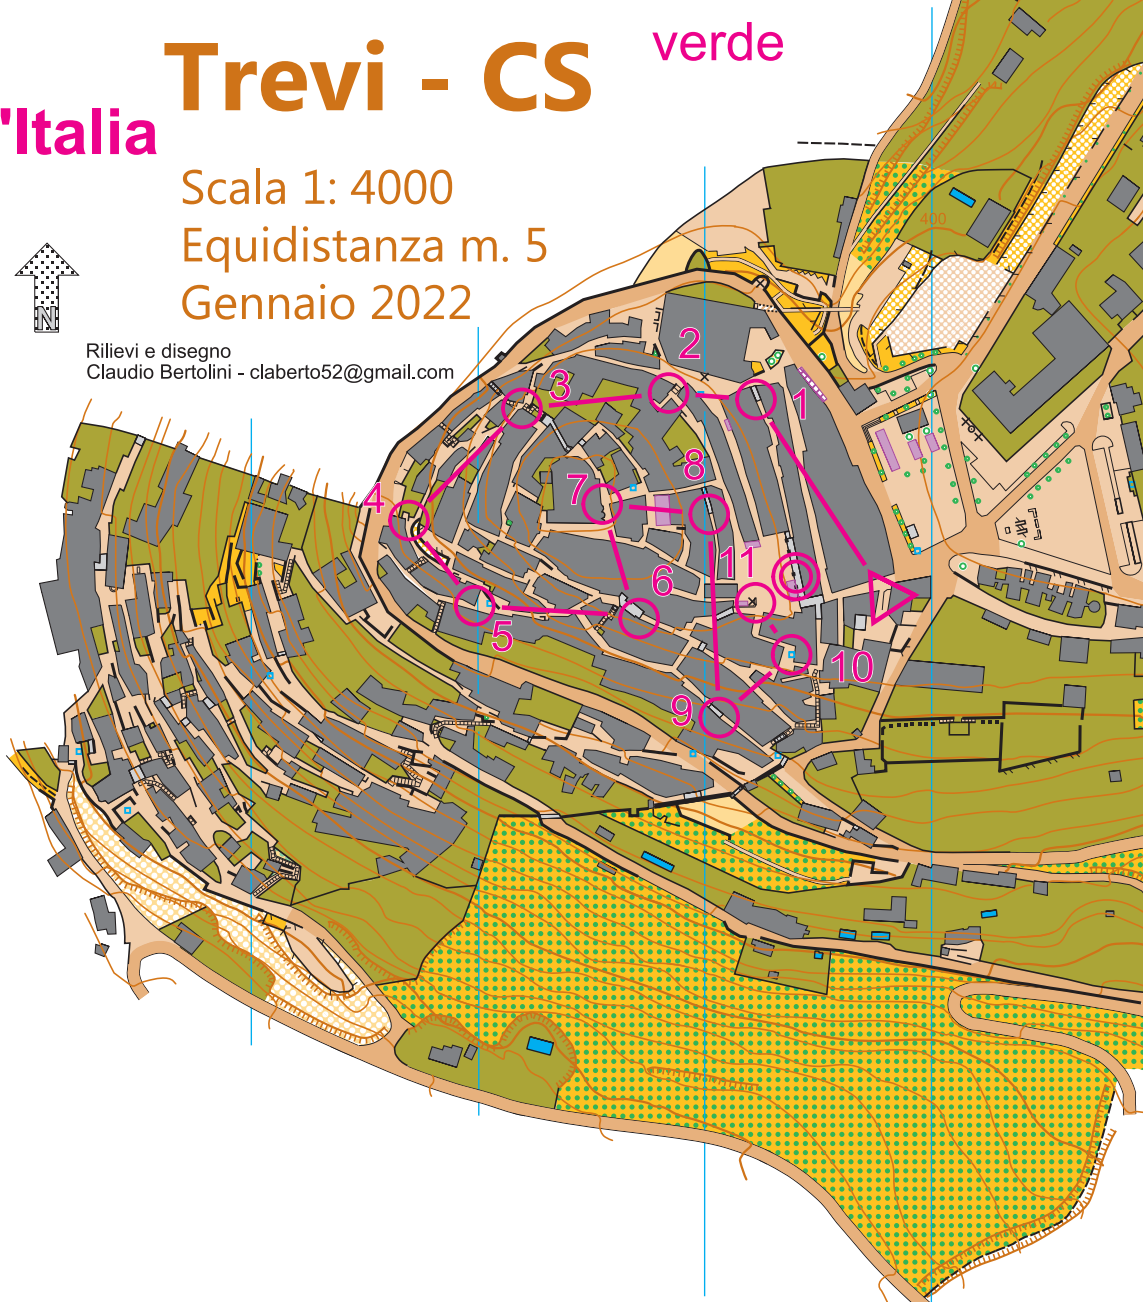 Trevi - CS
verde
'Italia
Scala 1: 4000
Equidistanza m. 5
Gennaio 2022
N
Rilievi e disegno
Claudio Bertolini - claberto52@gmail.com
400
2
3
1
4
7
8
11
6
5
10
9